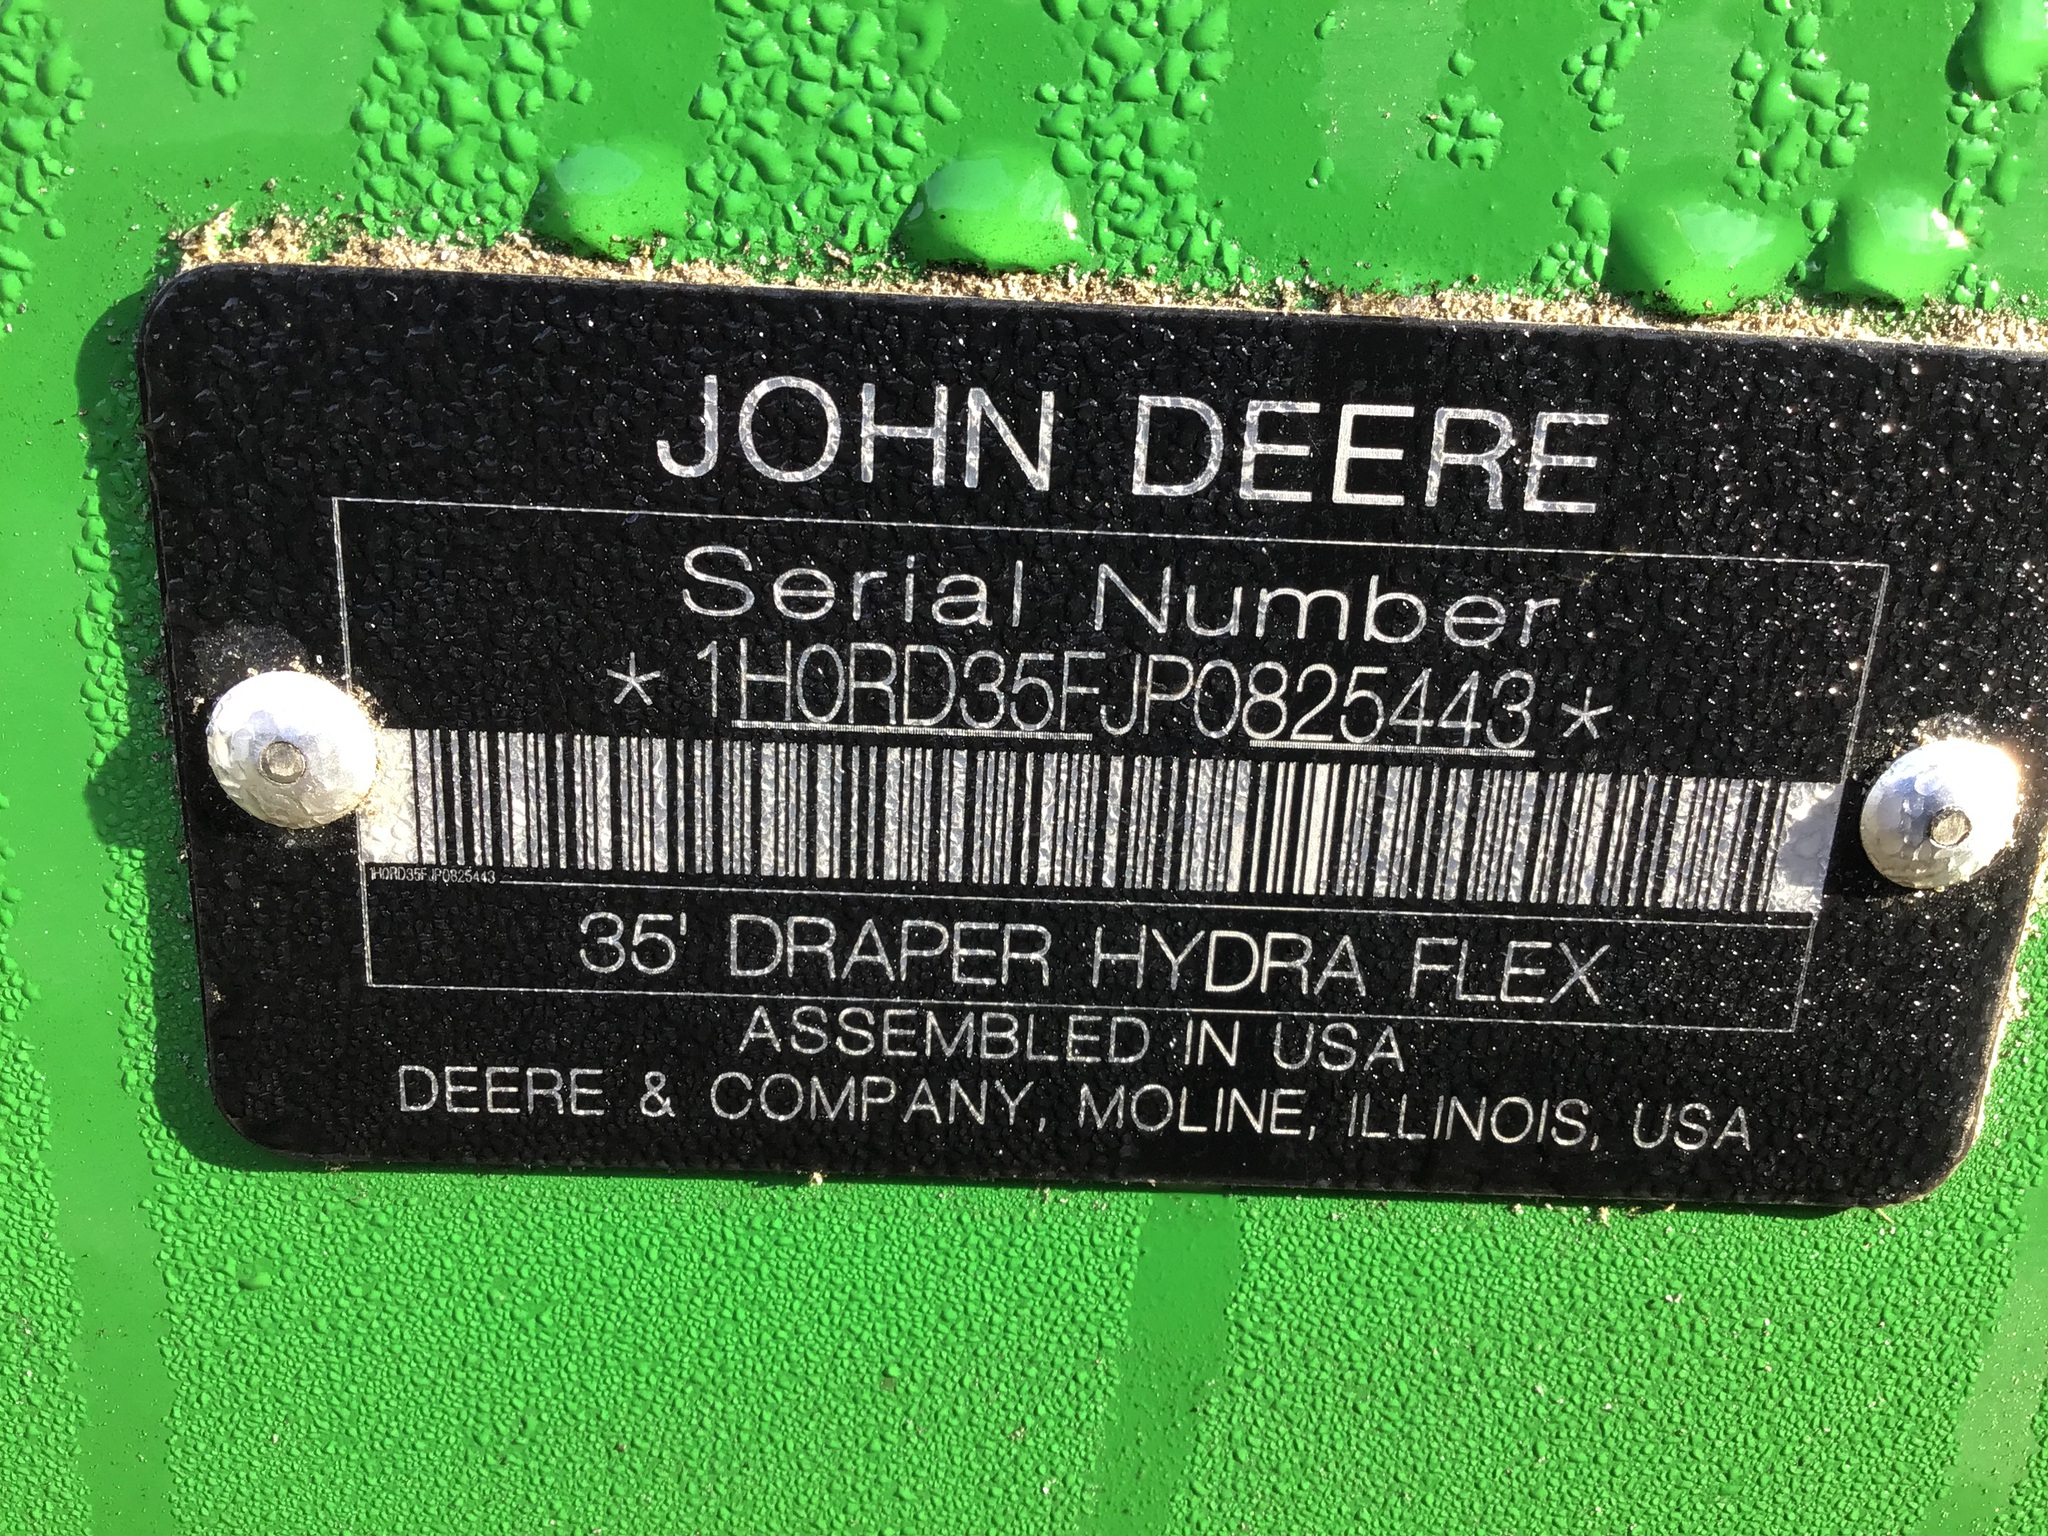 JOHN DEERE
Serial Number
* 1H0RD35FJP0825443 *
1H0RD35FJP0825443
35' DRAPER HYDRA FLEX
ASSEMBLED IN USA
DEERE & COMPANY, MOLINE, ILLINOIS, USA